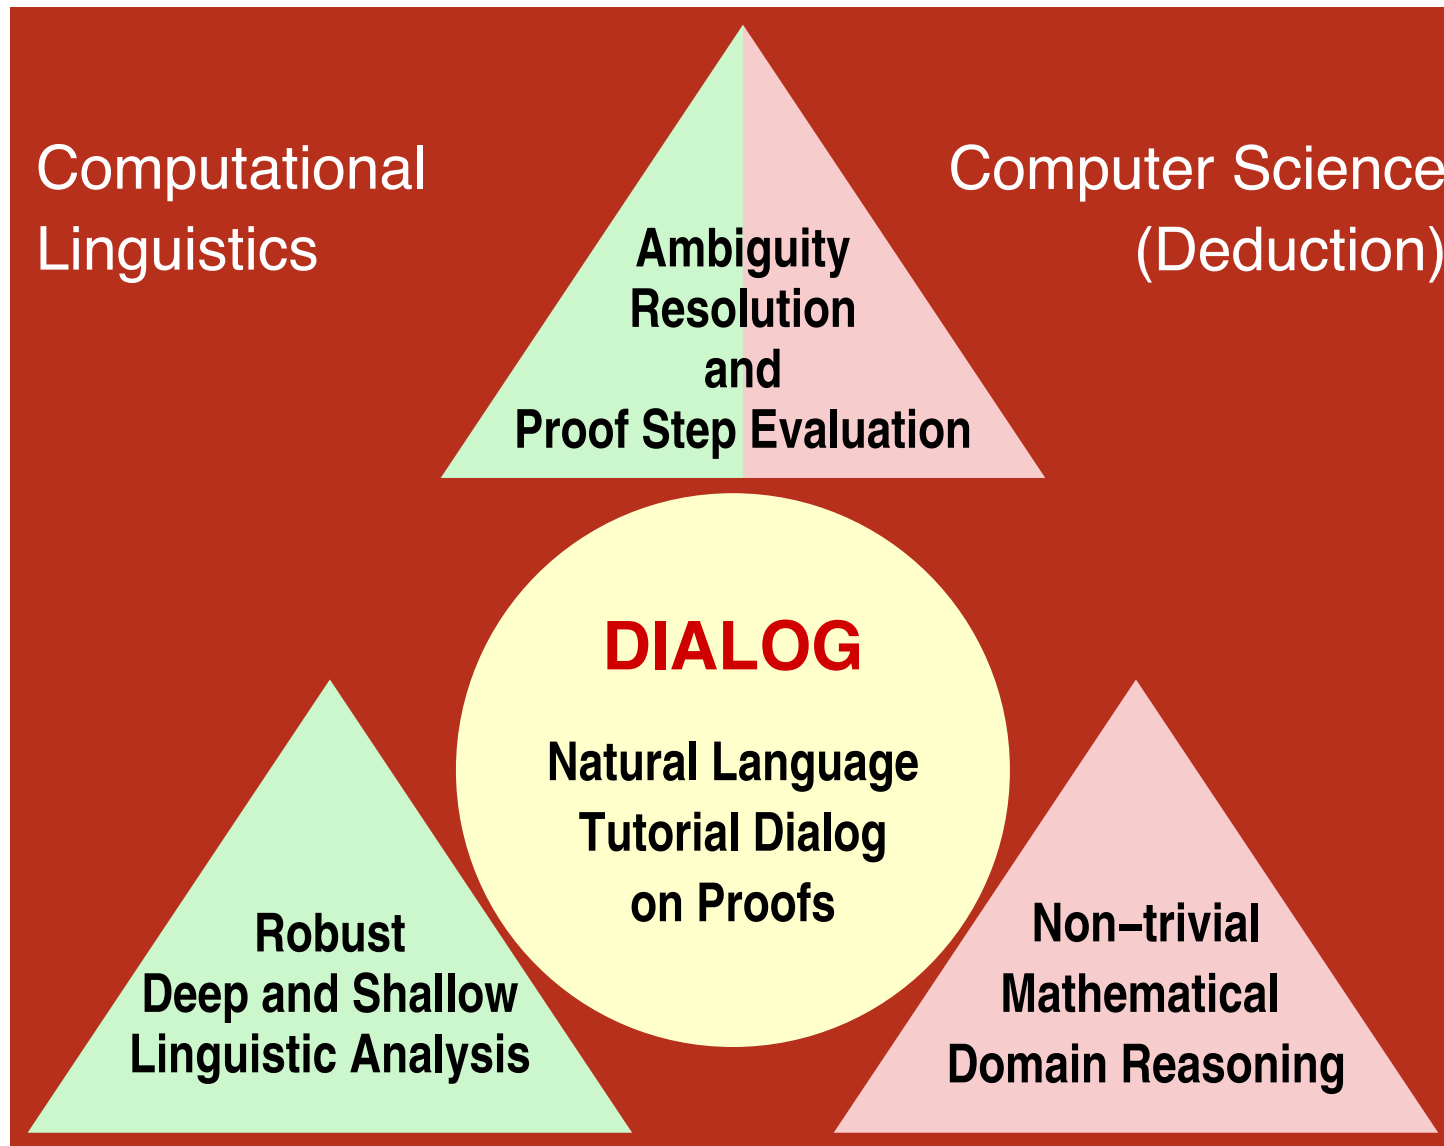 Computational
Linguistics
Computer Science
(Deduction)
Ambiguity
Resolution
and
Proof Step Evaluation
DIALOG
Natural Language
Tutorial Dialog
on Proofs
Robust
Deep and Shallow
Linguistic Analysis
Non–trivial
Mathematical
Domain Reasoning